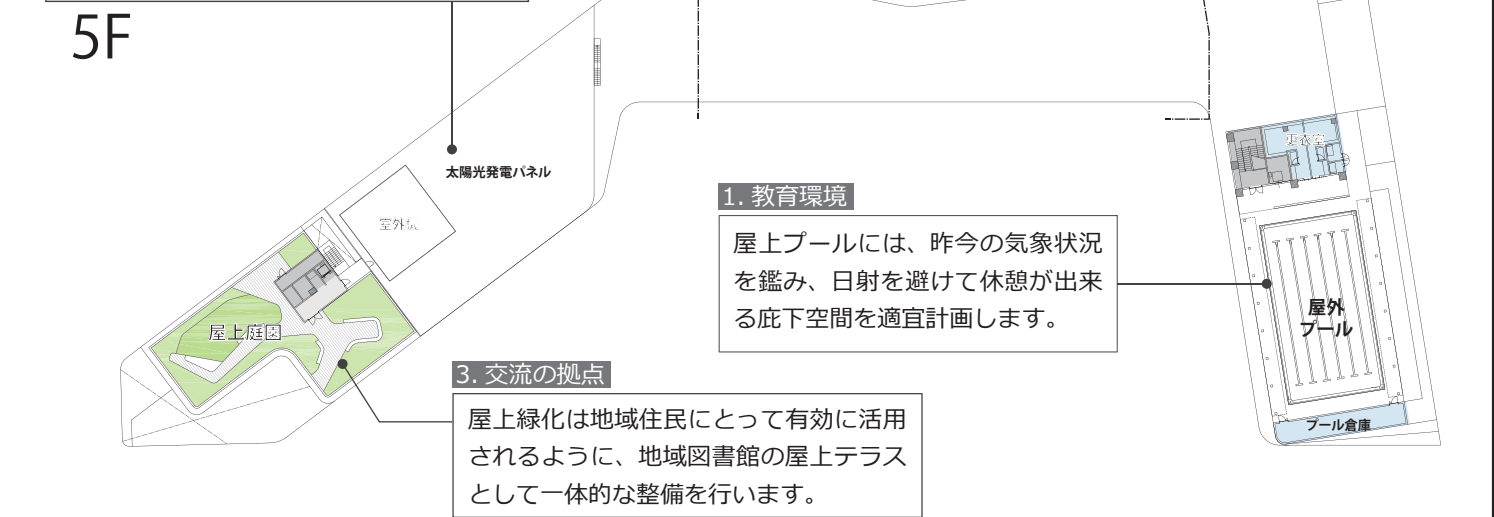 5F
太陽光発電パネル
室外機
屋上庭園
更衣室
1. 教育環境
屋上プールには、昨今の気象状況
を鑑み、日射を避けて休憩が出来
る庇下空間を適宜計画します。
屋外
プール
プール倉庫
3. 交流の拠点
屋上緑化は地域住民にとって有効に活用
されるように、地域図書館の屋上テラス
として一体的な整備を行います。